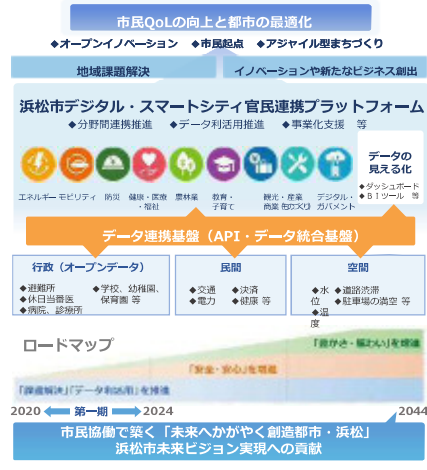 市民QoLの向上と都市の最適化
◆オープンイノベーション ◆市民起点 ◆アジャイル型まちづくり
地域課題解決
イノベーションや新たなビジネス創出
浜松市デジタル・スマートシティ官民連携プラットフォーム
◆分野間連携推進 ◆データ利活用推進 ◆事業化支援 等
エネルギー
モビリティ
防災
健康・医療
・福祉
農林業
教育・
子育て
観光・産業
商業
デジタル・
ガバメント
データの
見える化
◆ダッシュボード
◆BIツール 等
データ連携基盤（API・データ統合基盤）
行政（オープンデータ）
◆避難所
◆休日当番医
◆病院、診療所
◆学校、幼稚園、
保育園 等
民間
◆交通
◆電力
◆決済
◆健康 等
空間
◆水
位
◆温
度
◆道路渋滞
◆駐車場の満空 等
ロードマップ
「豊かさ・賑わい」を増進
「安全・安心」を増進
「課題解決」「データ利活用」を推進
2020
第一期
2024
2044
市民協働で築く「未来へかがやく創造都市・浜松」
浜松市未来ビジョン実現への貢献